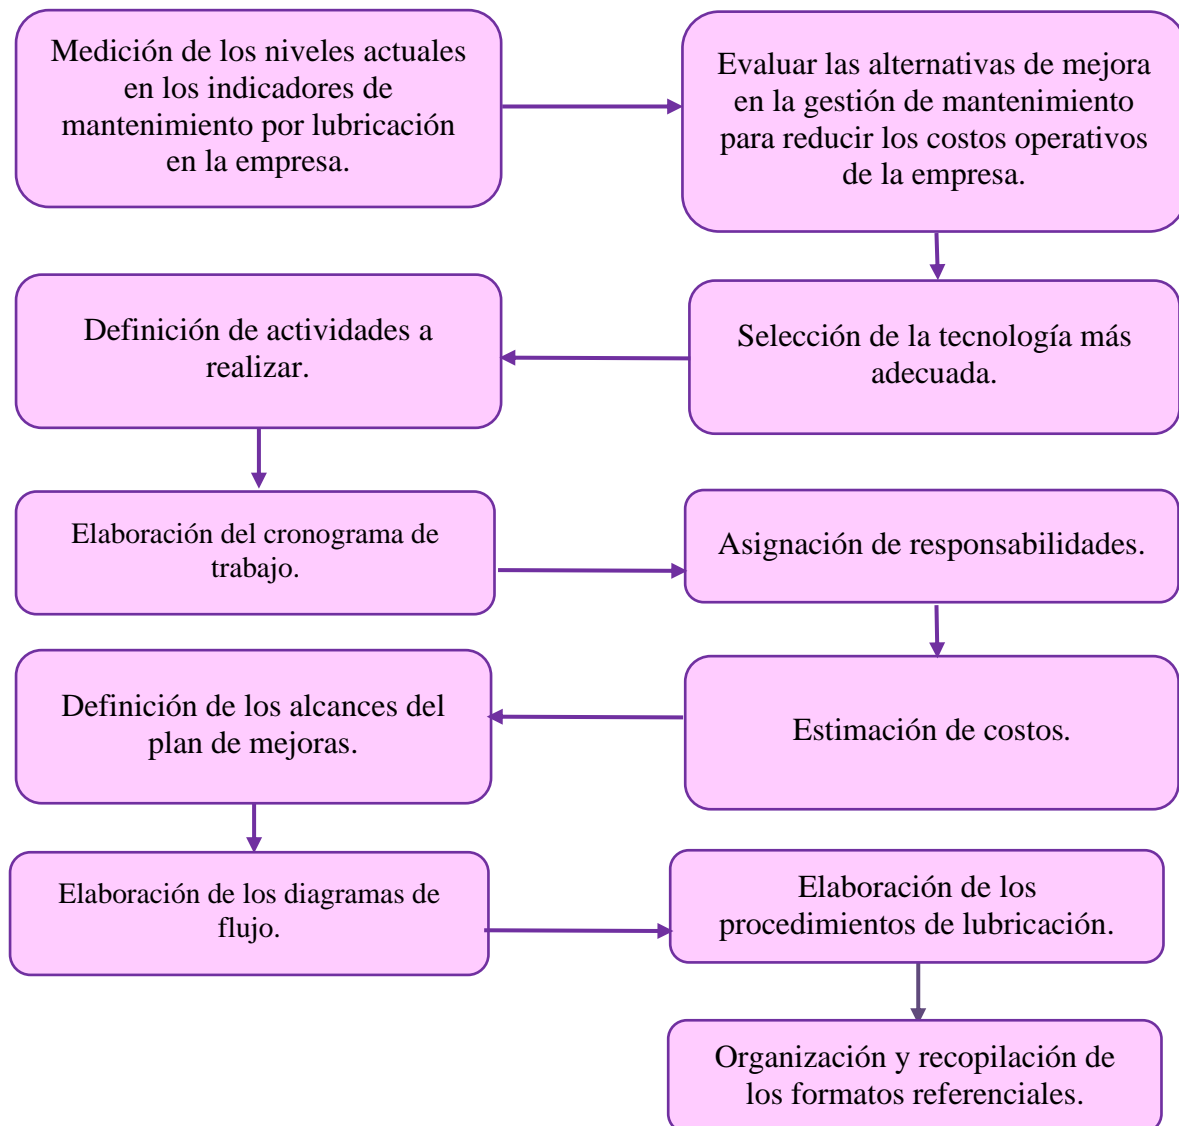 Medición de los niveles actuales
en los indicadores de
mantenimiento por lubricación
en la empresa.
Evaluar las alternativas de mejora
en la gestión de mantenimiento
para reducir los costos operativos
de la empresa.
Selección de la tecnología más
adecuada.
Definición de actividades a
realizar.
Elaboración del cronograma de
trabajo.
Asignación de responsabilidades.
Estimación de costos.
Definición de los alcances del
plan de mejoras.
Elaboración de los diagramas de
flujo.
Elaboración de los
procedimientos de lubricación.
Organización y recopilación de
los formatos referenciales.